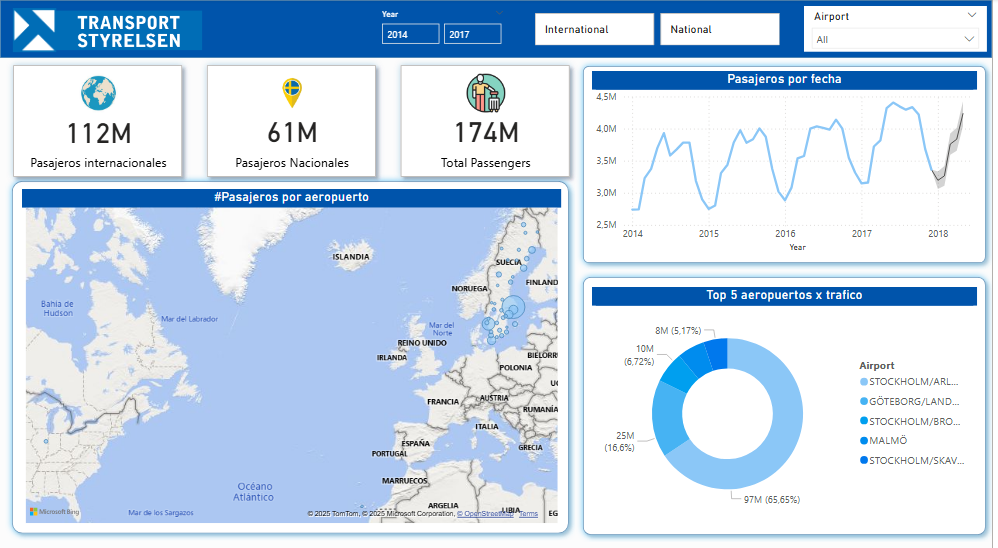 TRANSPORT
STYRELSEN
Year
2014
2017
International
National
Airport
All
112M
Pasajeros internacionales
61M
Pasajeros Nacionales
174M
Total Passengers
Pasajeros por fecha
4,5M
4,0M
3,5M
3,0M
2,5M
2014
2015
2016
2017
2018
Year
#Pasajeros por aeropuerto
ISLANDIA
SUECIA
FINLAND
NORUEGA
Bahía de
Hudson
Mar del Labrador
Mar del
Norte
REINO UNIDO
IRLANDA
BIELORR
POLONIA
UC
FRANCIA
AUSTRIA
RUMANÍA
ITALIA
ESPAÑA
PORTUGAL
GRECIA
MARRUECOS
Océano
Atlántico
ARGELIA
LIBIA
EG
Mar de los Sargazos
Microsoft Bing
© 2025 TomTom, © 2025 Microsoft Corporation, © OpenStreetMap Terms
Top 5 aeropuertos x trafico
8M (5,17%)
10M
(6,72%)
25M
(16,6%)
97M (65,65%)
Airport
STOCKHOLM/ARL...
GÖTEBORG/LAND...
STOCKHOLM/BRO...
MALMÖ
STOCKHOLM/SKAV...